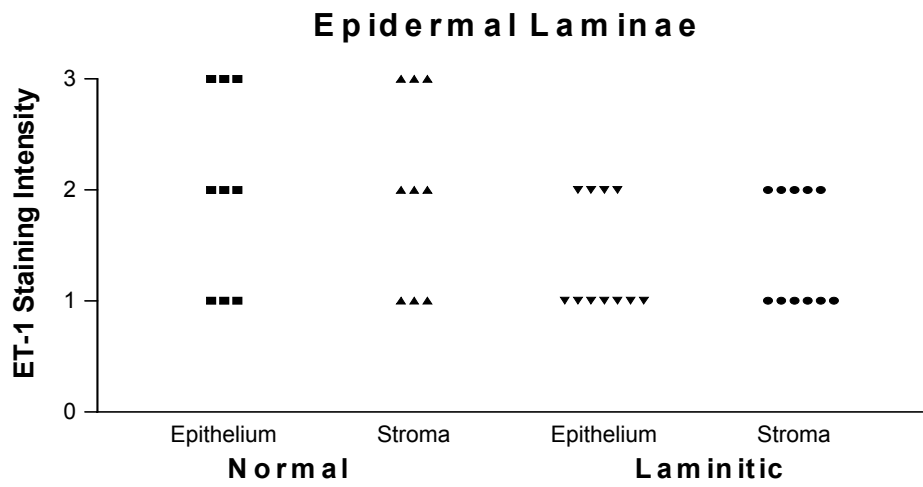 Epidermal Laminae
ET-1 Staining Intensity
3
2
1
0
Epithelium Stroma Epithelium Stroma
Normal Laminitic